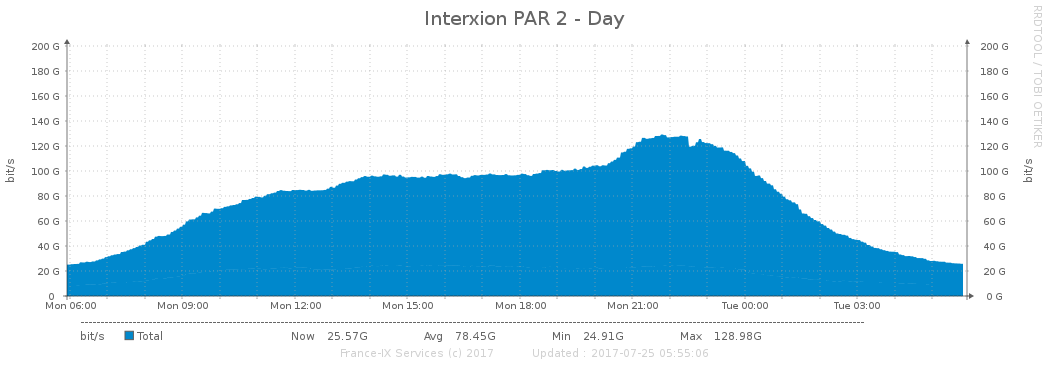 Interxion PAR 2 - Day
RRDTOOL / TOBI OETIKER
200 G 200 G
180 G 180 G
160 G 160 G
140 G 140 G
120 G 120 G
100 G 100 G
80 G 80 G
60 G 60 G
40 G 40 G
20 G 20 G
0 0 G
bit/s
bit/s
Mon 06:00 Mon 09:00 Mon 12:00 Mon 15:00 Mon 18:00 Mon 21:00 Tue 00:00 Tue 03:00
bit/s Total Now 25.57G Avg 78.45G Min 24.91G Max 128.98G
France-IX Services (c) 2017 Updated : 2017-07-25 05:55:06